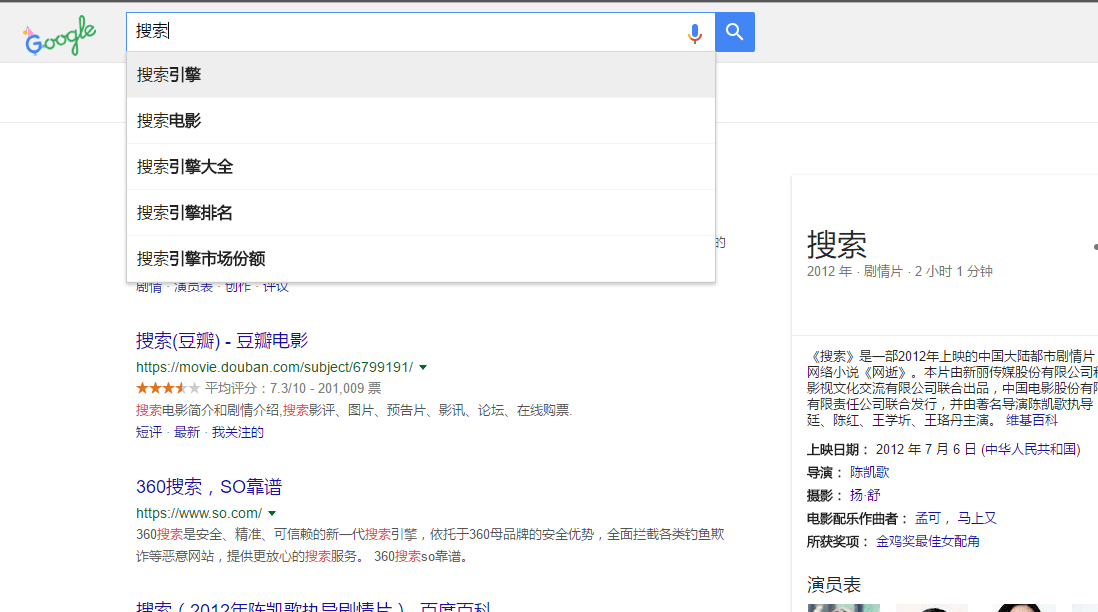 Google
搜索
搜索引擎
搜索电影
搜索引擎大全
搜索引擎排名
搜索引擎市场份额
的
剧情 · 演员表 · 创作 · 评议
搜索(豆瓣) - 豆瓣电影
https://movie.douban.com/subject/6799191/
平均评分：7.3/10 - 201,009 票
搜索电影简介和剧情介绍,搜索影评、图片、预告片、影讯、论坛、在线购票.
短评 · 最新 · 我关注的
360搜索，SO靠谱
https://www.so.com/
360搜索是安全、精准、可信赖的新一代搜索引擎，依托于360母品牌的安全优势，全面拦截各类钓鱼欺
诈等恶意网站，提供更放心的搜索服务。 360搜索so靠谱。
搜索（2012年陈凯歌执导剧情片）_百度百科
搜索
2012 年 · 剧情片 · 2 小时 1 分钟
《搜索》是一部2012年上映的中国大陆都市剧情片
网络小说《网逝》。本片由新丽传媒股份有限公司和
影视文化交流有限公司联合出品，中国电影股份有限
有限责任公司联合发行，并由著名导演陈凯歌执导
廷、陈红、王学圻、王珞丹主演。 维基百科
上映日期： 2012 年 7 月 6 日 (中华人民共和国)
导演： 陈凯歌
摄影： 扬·舒
电影配乐作曲者： 孟可， 马上又
所获奖项： 金鸡奖最佳女配角
演员表